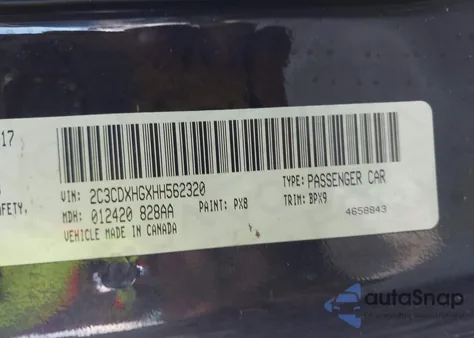 17
VIN: 2C3CDXHGXHH562320
TYPE: PASSENGER CAR
AFETY,
MDH: 012420 828AA
PAINT: PX8
TRIM: BPX9
VEHICLE MADE IN CANADA
4658843
autoSnap